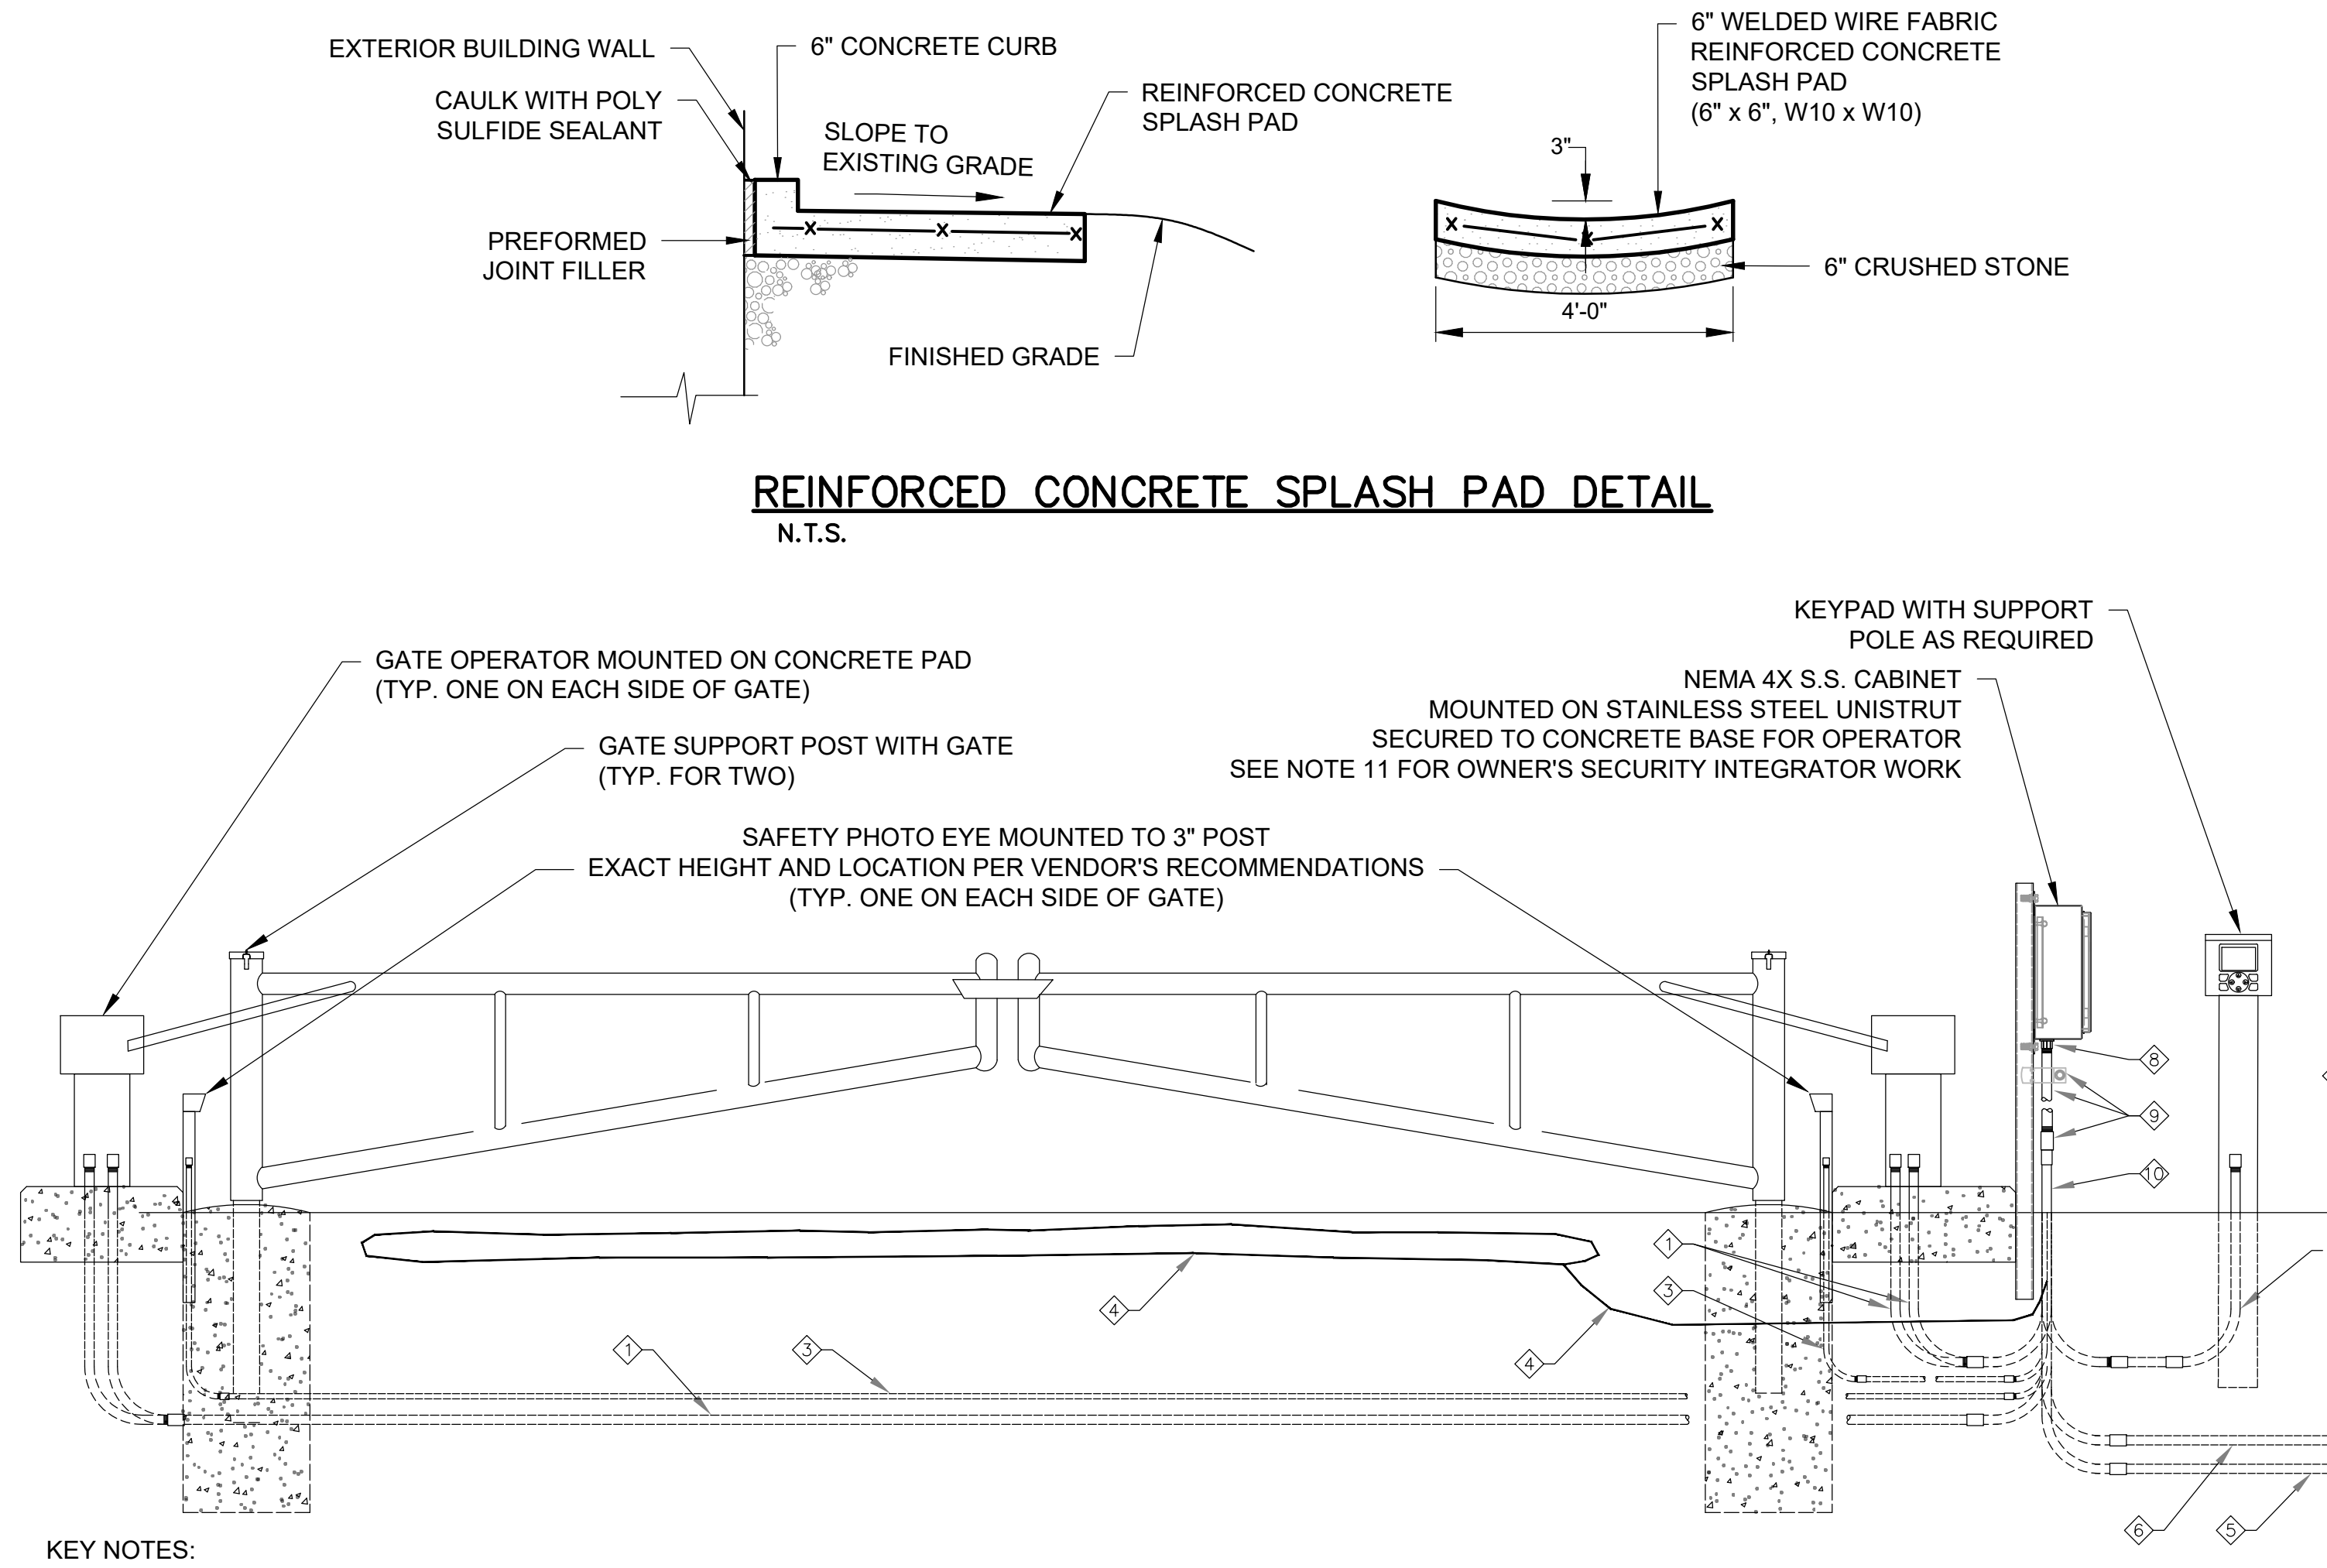 EXTERIOR BUILDING WALL
6" CONCRETE CURB
CAULK WITH POLY
SULFIDE SEALANT
SLOPE TO
EXISTING GRADE
REINFORCED CONCRETE
SPLASH PAD
PREFORMED
JOINT FILLER
FINISHED GRADE
6" WELDED WIRE FABRIC
REINFORCED CONCRETE
SPLASH PAD
(6" x 6", W10 x W10)
3"
6" CRUSHED STONE
4'-0"
REINFORCED CONCRETE SPLASH PAD DETAIL
N.T.S.
KEYPAD WITH SUPPORT
POLE AS REQUIRED
GATE OPERATOR MOUNTED ON CONCRETE PAD
(TYP. ONE ON EACH SIDE OF GATE)
NEMA 4X S.S. CABINET
MOUNTED ON STAINLESS STEEL UNISTRUT
SECURED TO CONCRETE BASE FOR OPERATOR
SEE NOTE 11 FOR OWNER'S SECURITY INTEGRATOR WORK
GATE SUPPORT POST WITH GATE
(TYP. FOR TWO)
SAFETY PHOTO EYE MOUNTED TO 3" POST
EXACT HEIGHT AND LOCATION PER VENDOR'S RECOMMENDATIONS
(TYP. ONE ON EACH SIDE OF GATE)
8
9
10
1
3
4
1
3
4
6
5
KEY NOTES: